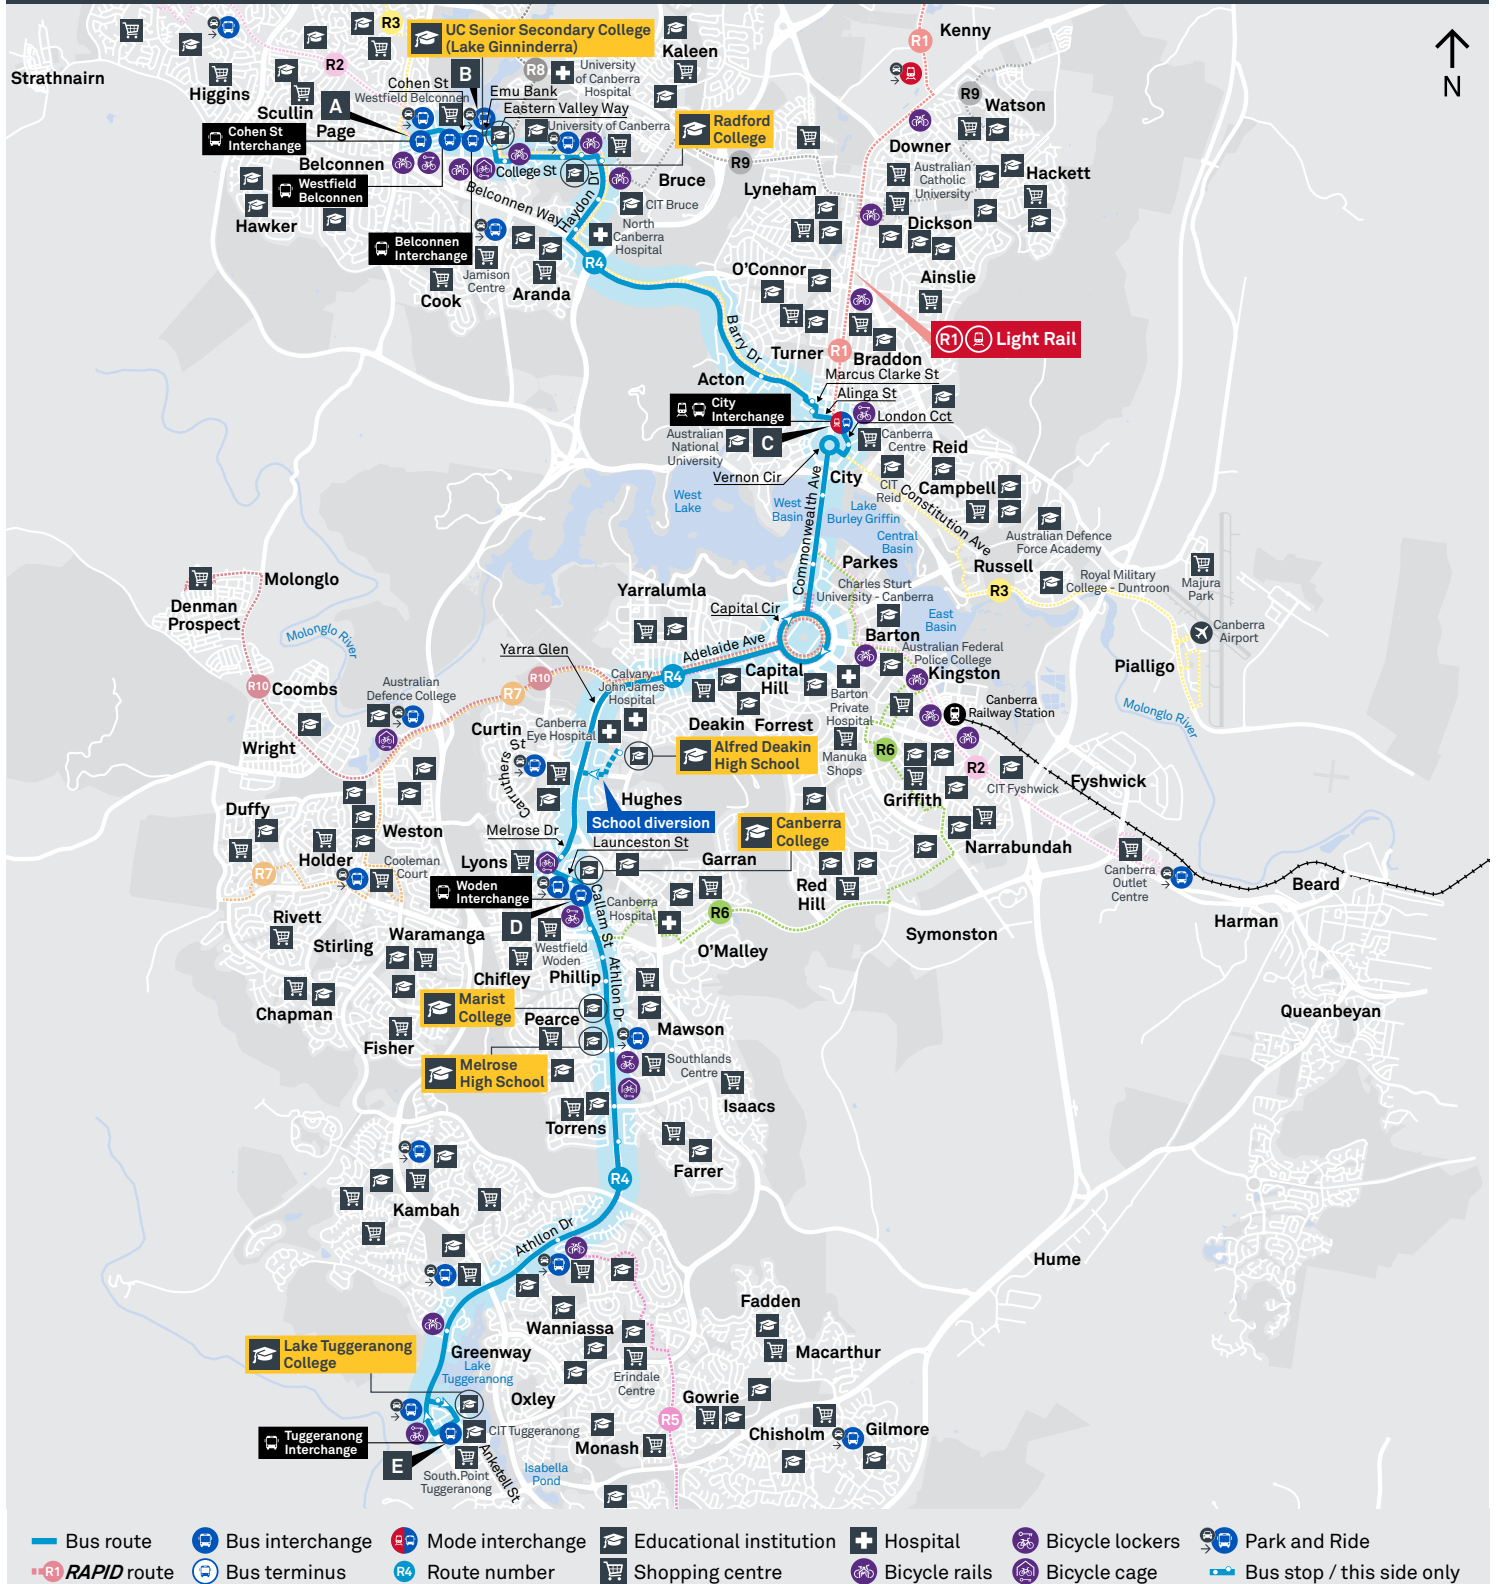 Strathnairn
Higgins
Scullin
Page
R2
R3
UC Senior Secondary College
(Lake Ginninderra)
Kaleen
R8
University
of Canberra
Hospital
R1
Kenny
N
A
B
Cohen St
Westfield Belconnen
Emu Bank
Eastern Valley Way
University of Canberra
Cohen St
Interchange
Radford
College
R9
Watson
Downer
Belconnen
Westfield
Belconnen
College St
Bruce
R9
Lyneham
Australian
Catholic
University
Hackett
Hawker
Belconnen Way
Haydon Dr
CIT Bruce
North
Canberra
Hospital
Dickson
Belconnen
Interchange
Jamison
Centre
Cook
Aranda
R4
O'Connor
Ainslie
Barry Dr
R1
Light Rail
Turner
R1
Braddon
Acton
Marcus Clarke St
Alinga St
City
Interchange
London Cct
Australian
National
University
C
Canberra
Centre
Reid
Vernon Cir
City
CIT
Reid
Campbell
West
Lake
West
Basin
Lake
Burley Griffin
Constitution Ave
Commonwealth Ave
Central
Basin
Australian Defence
Force Academy
Parkes
Russell
Molonglo
Denman
Prospect
Yarralumla
Charles Sturt
University - Canberra
R3
Royal Military
College - Duntroon
Majura
Park
Capital Cir
East
Basin
Canberra
Airport
Molonglo River
Yarra Glen
Adelaide Ave
Barton
Australian Federal
Police College
Pialligo
R10
Coombs
Australian
Defence College
R7
R10
Calvary
John James
Hospital
R4
Capital
Hill
Kingston
Barton
Private
Hospital
Canberra
Railway Station
Molonglo River
Wright
Curtin
Canberra
Eye Hospital
Deakin
Forrest
Carruthers St
Alfred Deakin
High School
Manuka
Shops
R6
R2
CIT Fyshwick
Fyshwick
Hughes
Griffith
Duffy
School diversion
Canberra
College
Weston
Melrose Dr
Launceston St
Holder
Cooleman
Court
Lyons
Garran
Narrabundah
R7
Woden
Interchange
Callam St
Canberra
Hospital
Red
Hill
Canberra
Outlet
Centre
Beard
Harman
Rivett
Stirling
Waramanga
D
R6
Westfield
Woden
O'Malley
Symonston
Chifley
Phillip
Athllon Dr
Chapman
Marist
College
Pearce
Mawson
Queanbeyan
Fisher
Melrose
High School
Southlands
Centre
Isaacs
Torrens
Farrer
R4
Kambah
Athllon Dr
Hume
Fadden
Wanniassa
Macarthur
Lake Tuggeranong
College
Greenway
Lake
Tuggeranong
Erindale
Centre
Oxley
Gowrie
R5
CIT Tuggeranong
Chisholm
Gilmore
Tuggeranong
Interchange
Monash
E
South.Point
Tuggeranong
Anketell St
Isabella
Pond
Bus route
Bus interchange
Mode interchange
Educational institution
Hospital
Bicycle lockers
Park and Ride
R1 RAPID route
Bus terminus
R4 Route number
Shopping centre
Bicycle rails
Bicycle cage
Bus stop / this side only